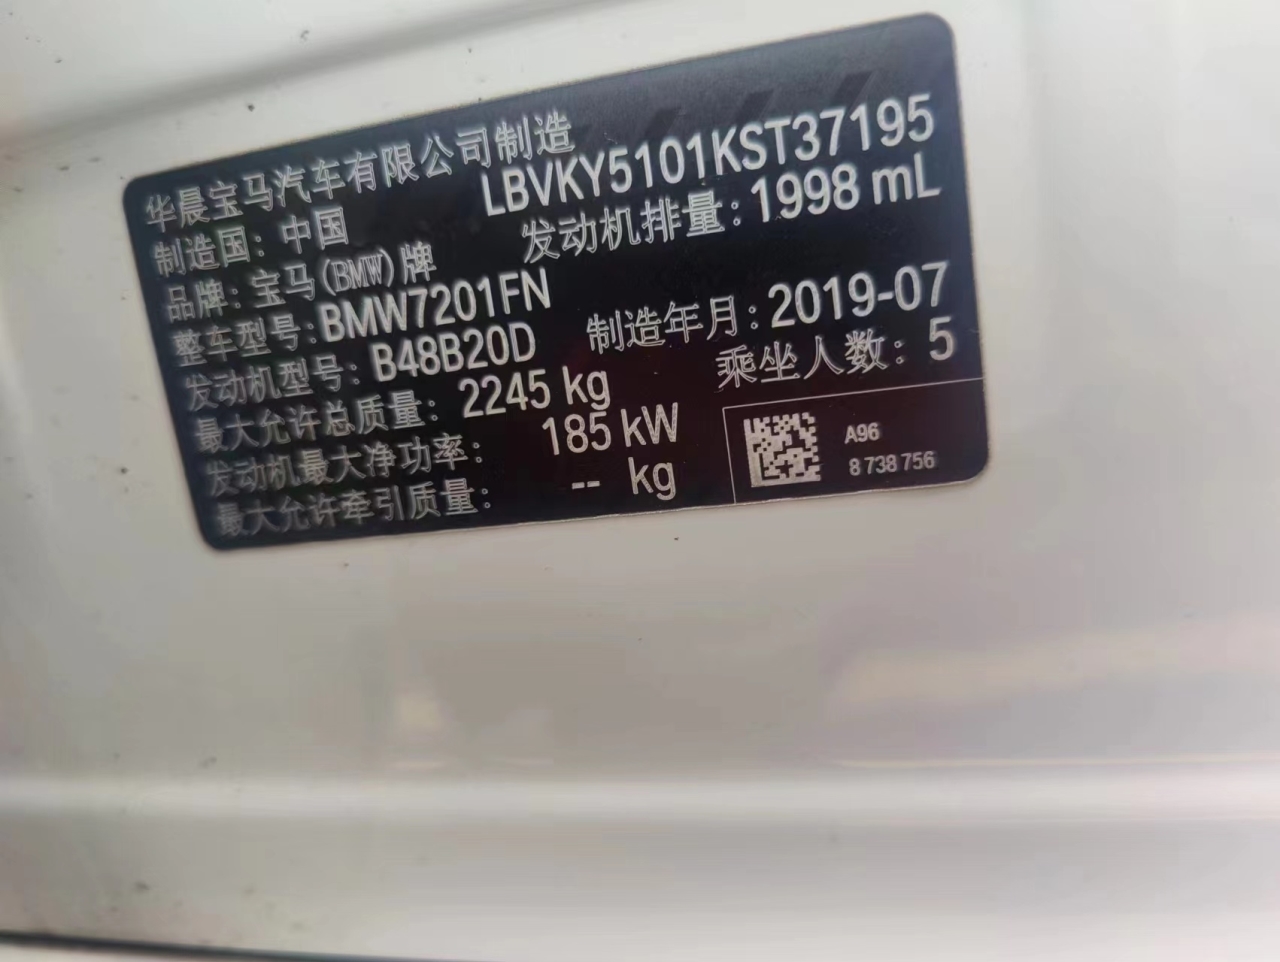 华晨宝马汽车有限公司制造
LBVKY5101KST37195
制造国：中国
发动机排量：1998 mL
品牌：宝马(BMW)牌
整车型号：BMW7201FN
制造年月：2019-07
发动机型号：B48B20D
乘坐人数：5
最大允许总质量：2245 kg
发动机最大净功率：185 kW
最大允许牵引质量：-- kg
A96
8 738 756